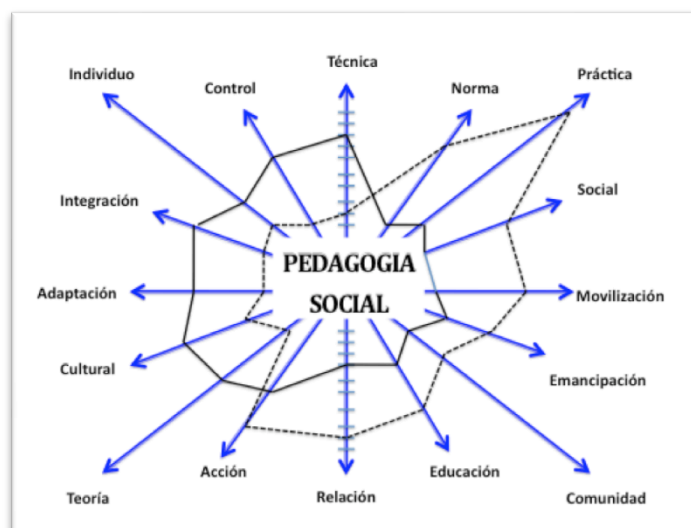 Técnica
Individuo
Control
Norma
Práctica
Integración
Social
PEDAGOGIA
SOCIAL
Adaptación
Movilización
Cultural
Emancipación
Teoría
Acción
Relación
Educación
Comunidad